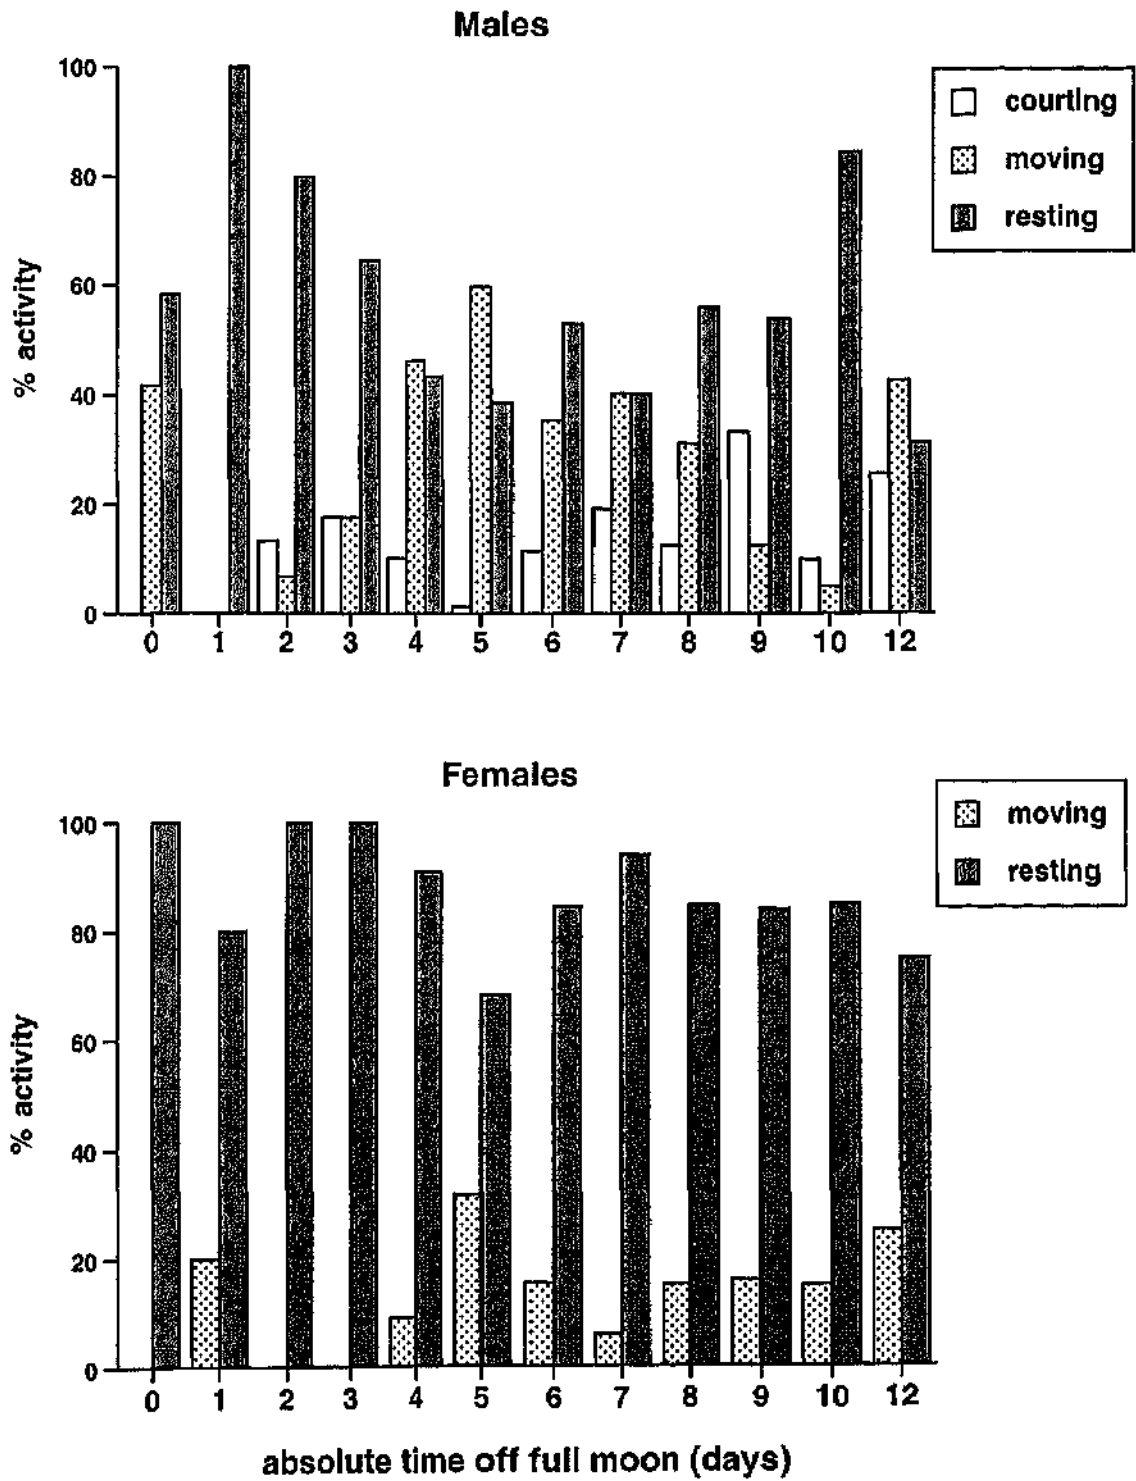 Males
100
80
60
40
20
0
% activity
courting
moving
resting
0 1 2 3 4 5 6 7 8 9 10 12
Females
100
80
60
40
20
0
% activity
moving
resting
0 1 2 3 4 5 6 7 8 9 10 12
absolute time off full moon (days)